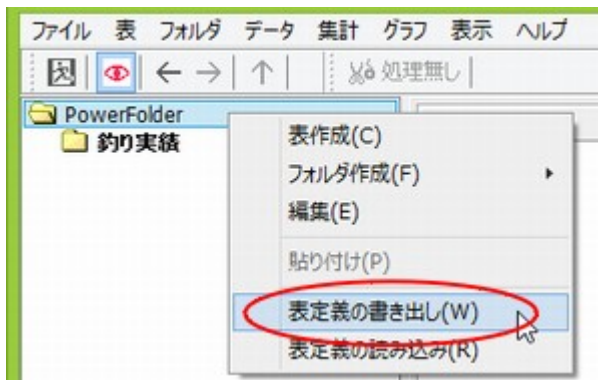 ファイル 表 フォルダ データ 集計 グラフ 表示 ヘルプ
処理無し
PowerFolder
釣り実績
表作成(C)
フォルダ作成(F)
編集(E)
貼り付け(P)
表定義の書き出し(W)
表定義の読み込み(R)